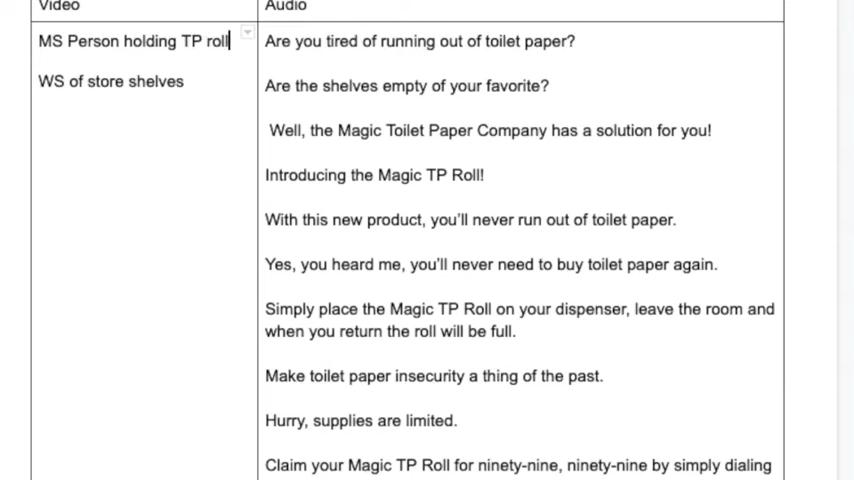 Video
Audio
MS Person holding TP roll
Are you tired of running out of toilet paper?
WS of store shelves
Are the shelves empty of your favorite?
Well, the Magic Toilet Paper Company has a solution for you!
Introducing the Magic TP Roll!
With this new product, you'll never run out of toilet paper.
Yes, you heard me, you'll never need to buy toilet paper again.
Simply place the Magic TP Roll on your dispenser, leave the room and
when you return the roll will be full.
Make toilet paper insecurity a thing of the past.
Hurry, supplies are limited.
Claim your Magic TP Roll for ninety-nine, ninety-nine by simply dialing